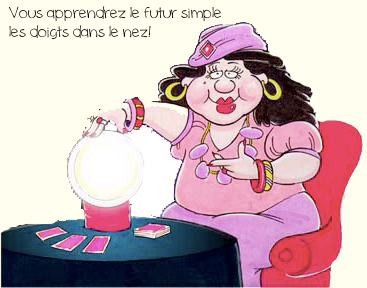 Vous apprendrez le futur simple
les doigts dans le nez!